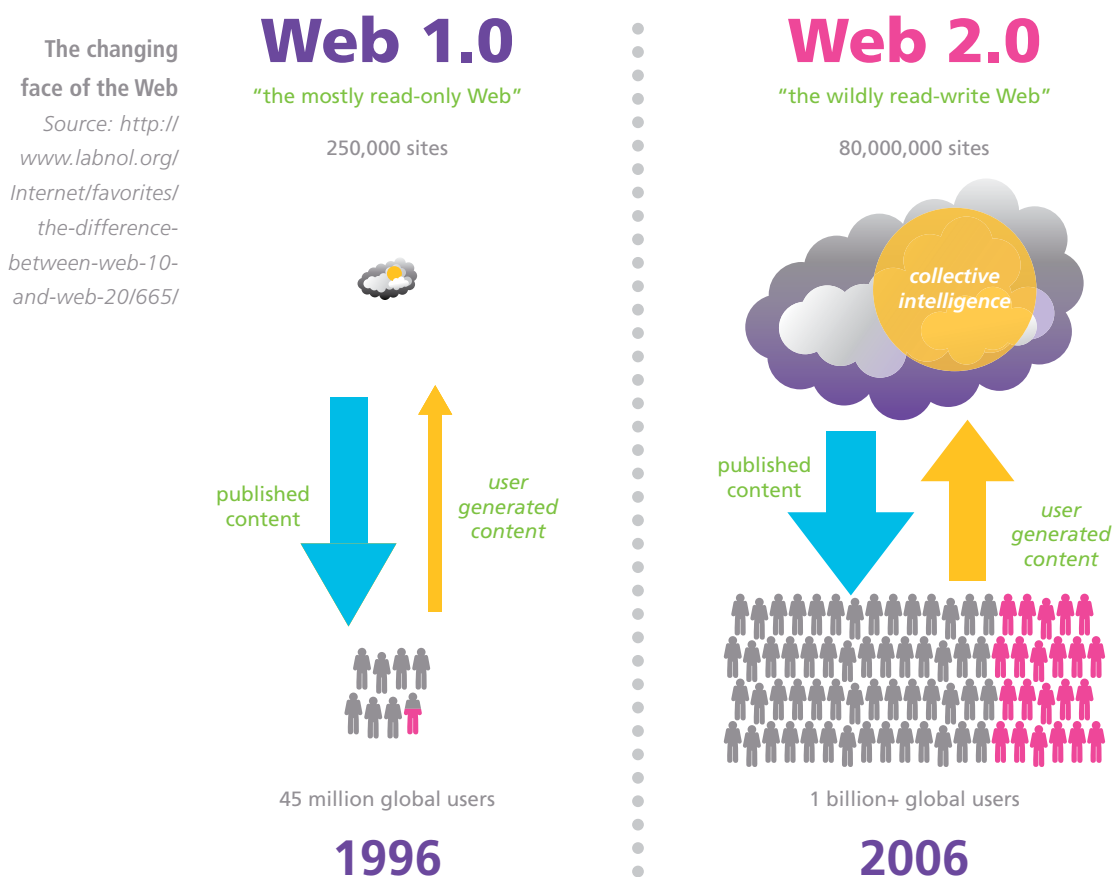 The changing
face of the Web
Source: http://
www.labnol.org/
Internet/favorites/
the-difference-
between-web-10-
and-web-20/665/
Web 1.0
“the mostly read-only Web”
250,000 sites
published
content
user
generated
content
45 million global users
1996
Web 2.0
“the wildly read-write Web”
80,000,000 sites
collective
intelligence
published
content
user
generated
content
1 billion+ global users
2006